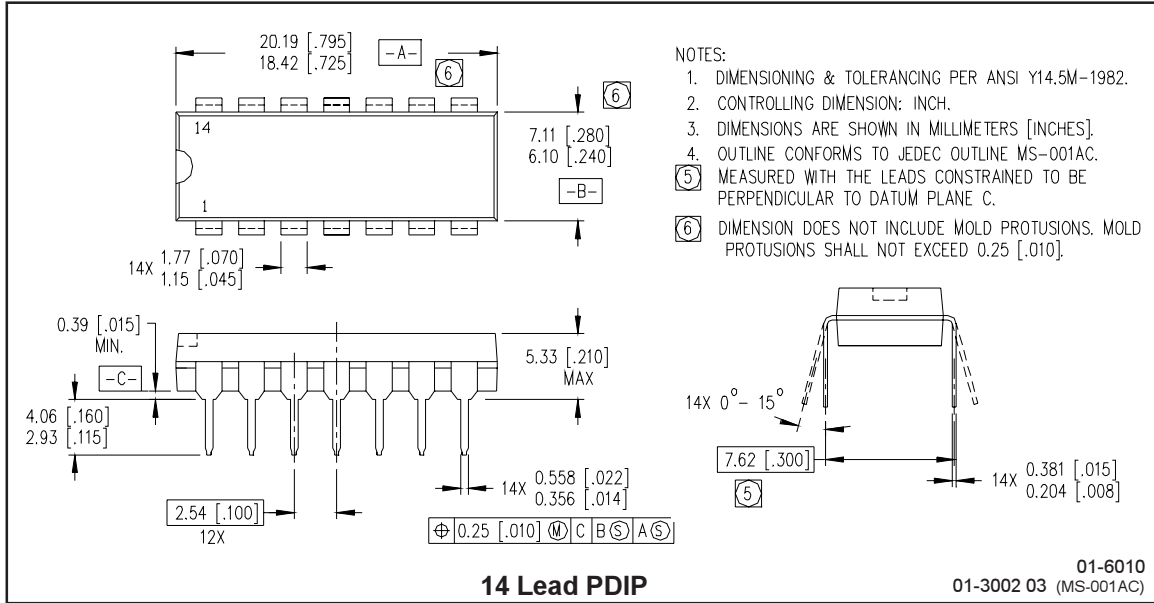 20.19 [.795]
18.42 [.725]
-A-
6
6
14
1
7.11 [.280]
6.10 [.240]
-B-
14X 1.77 [.070]
1.15 [.045]
NOTES:
1. DIMENSIONING & TOLERANCING PER ANSI Y14.5M-1982.
2. CONTROLLING DIMENSION: INCH.
3. DIMENSIONS ARE SHOWN IN MILLIMETERS [INCHES].
4. OUTLINE CONFORMS TO JEDEC OUTLINE MS-001AC.
5 MEASURED WITH THE LEADS CONSTRAINED TO BE
PERPENDICULAR TO DATUM PLANE C.
6 DIMENSION DOES NOT INCLUDE MOLD PROTUSIONS. MOLD
PROTUSIONS SHALL NOT EXCEED 0.25 [.010].
0.39 [.015]
MIN.
-C-
4.06 [.160]
2.93 [.115]
5.33 [.210]
MAX
2.54 [.100]
12X
14X 0.558 [.022]
0.356 [.014]
⌖ 0.25 [.010] Ⓜ C B Ⓢ A Ⓢ
14X 0° - 15°
7.62 [.300]
5
14X 0.381 [.015]
0.204 [.008]
14 Lead PDIP
01-6010
01-3002 03 (MS-001AC)